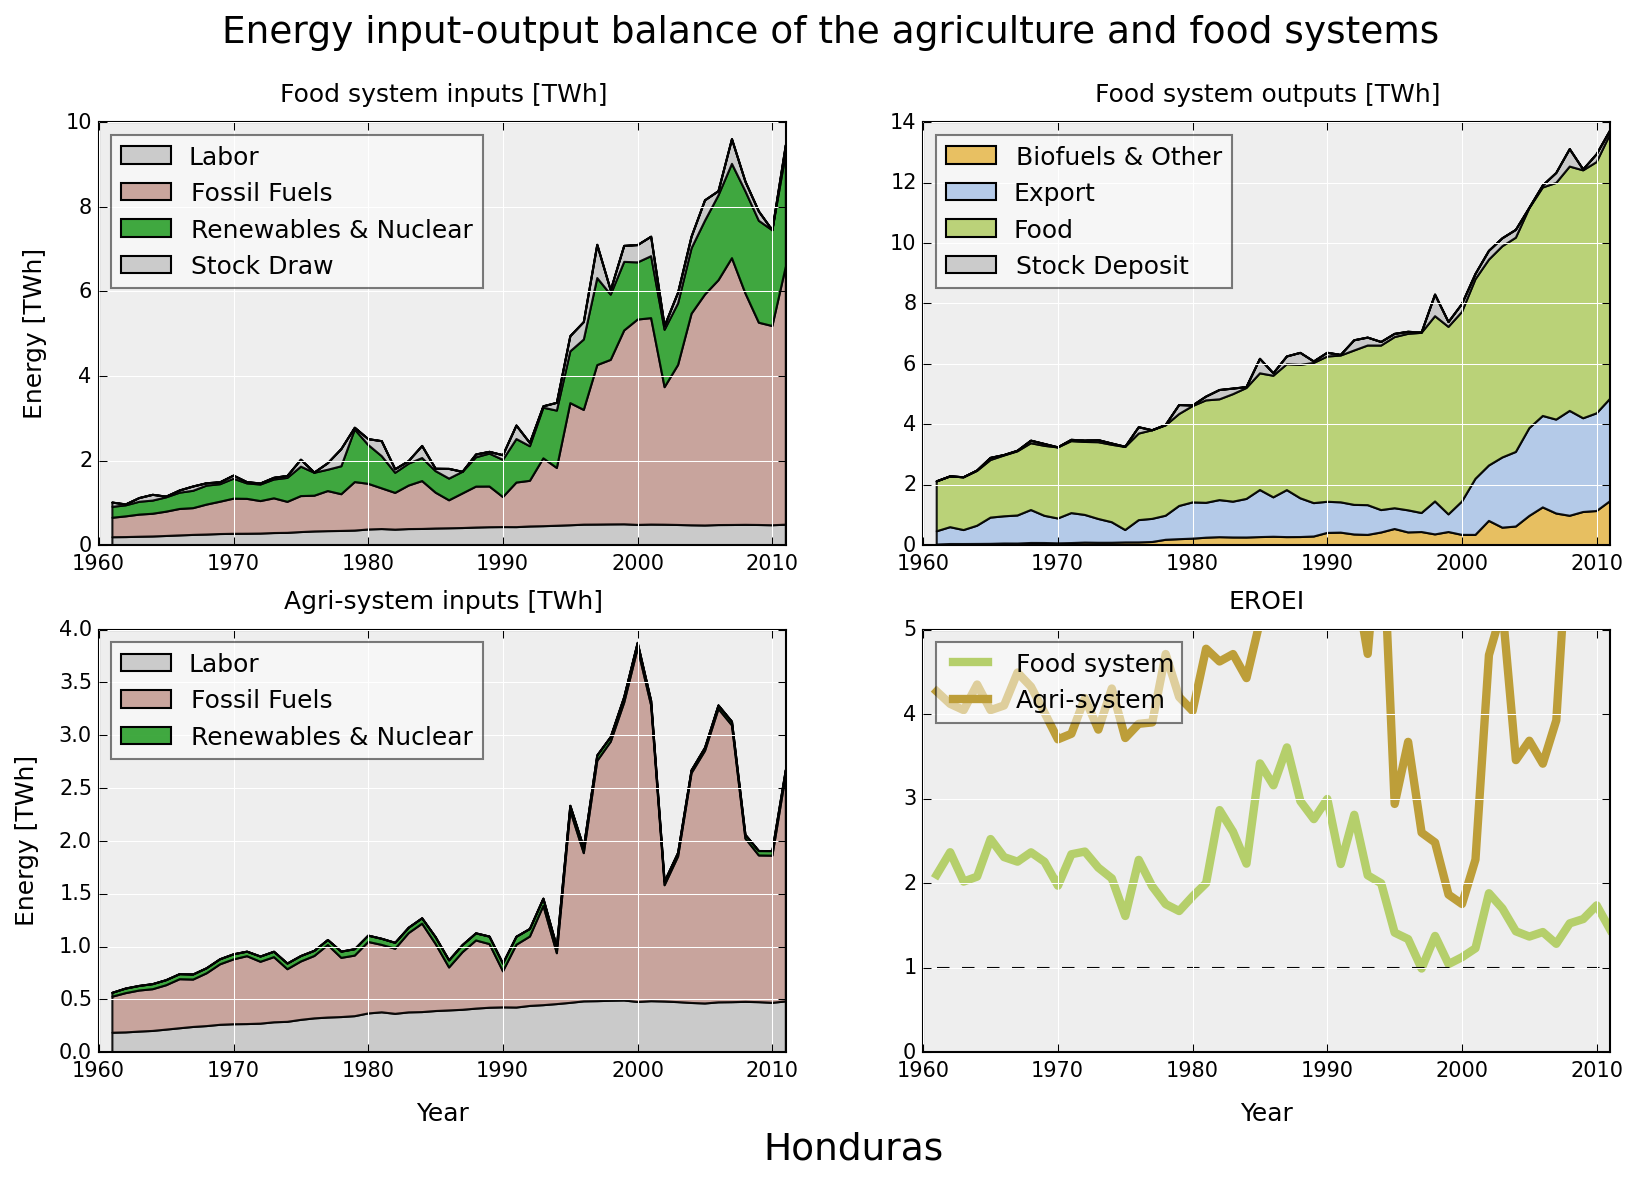 Energy input-output balance of the agriculture and food systems
Food system inputs [TWh]
Energy [TWh]
10
8
6
4
2
0
Labor
Fossil Fuels
Renewables & Nuclear
Stock Draw
1960 1970 1980 1990 2000 2010
Food system outputs [TWh]
14
12
10
8
6
4
2
0
Biofuels & Other
Export
Food
Stock Deposit
1960 1970 1980 1990 2000 2010
Agri-system inputs [TWh]
Energy [TWh]
4.0
3.5
3.0
2.5
2.0
1.5
1.0
0.5
0.0
Labor
Fossil Fuels
Renewables & Nuclear
1960 1970 1980 1990 2000 2010
Year
EROEI
5
4
3
2
1
0
Food system
Agri-system
1960 1970 1980 1990 2000 2010
Year
Honduras